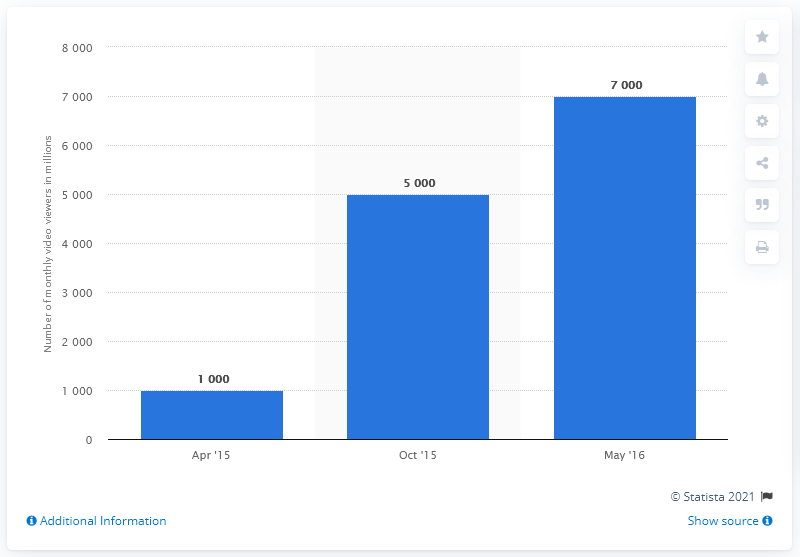 8 000
7 000
6 000
5 000
4 000
3 000
2 000
1 000
0
Number of monthly video viewers in millions
1 000
5 000
7 000
Apr '15
Oct '15
May '16
© Statista 2021
Additional Information
Show source